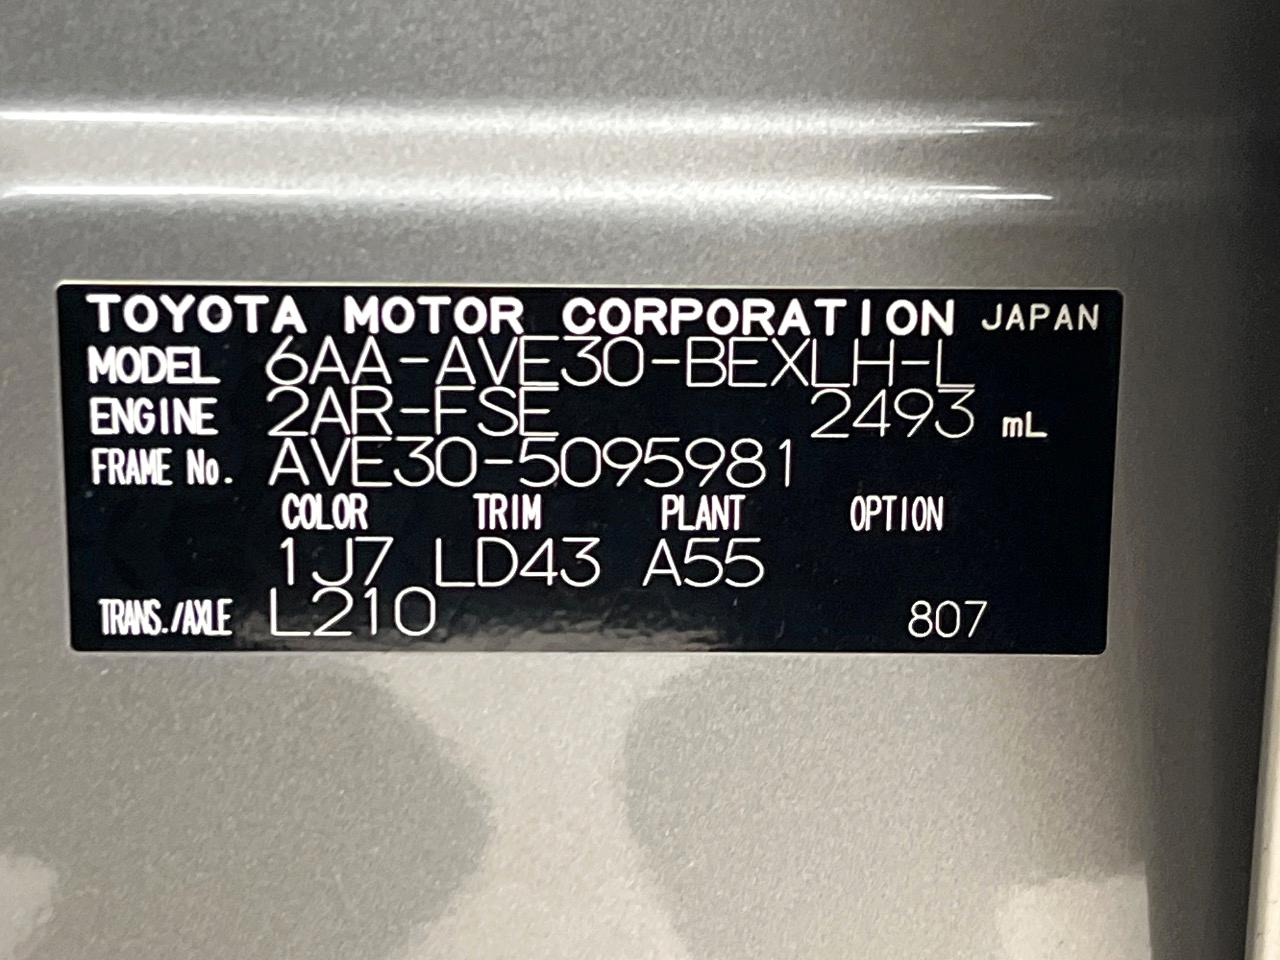 TOYOTA MOTOR CORPORATION JAPAN
MODEL 6AA-AVE30-BEXLH-L
ENGINE 2AR-FSE 2493 mL
FRAME No. AVE30-5095981
COLOR TRIM PLANT OPTION
1J7 LD43 A55
TRANS./AXLE L210 807